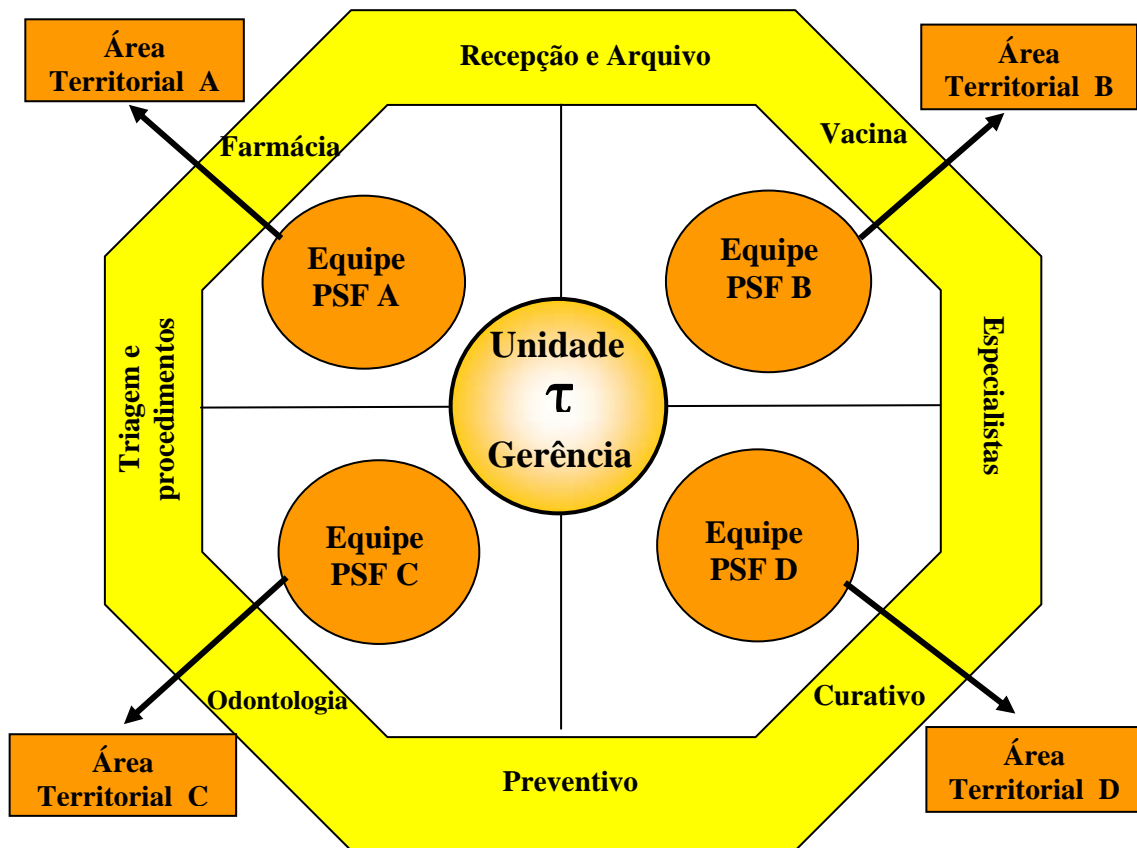 Área
Territorial A
Recepção e Arquivo
Área
Territorial B
Farmácia
Vacina
Equipe
PSF A
Equipe
PSF B
Triagem e
procedimentos
Unidade
τ
Gerência
Especialistas
Equipe
PSF C
Equipe
PSF D
Odontologia
Curativo
Área
Territorial C
Preventivo
Área
Territorial D